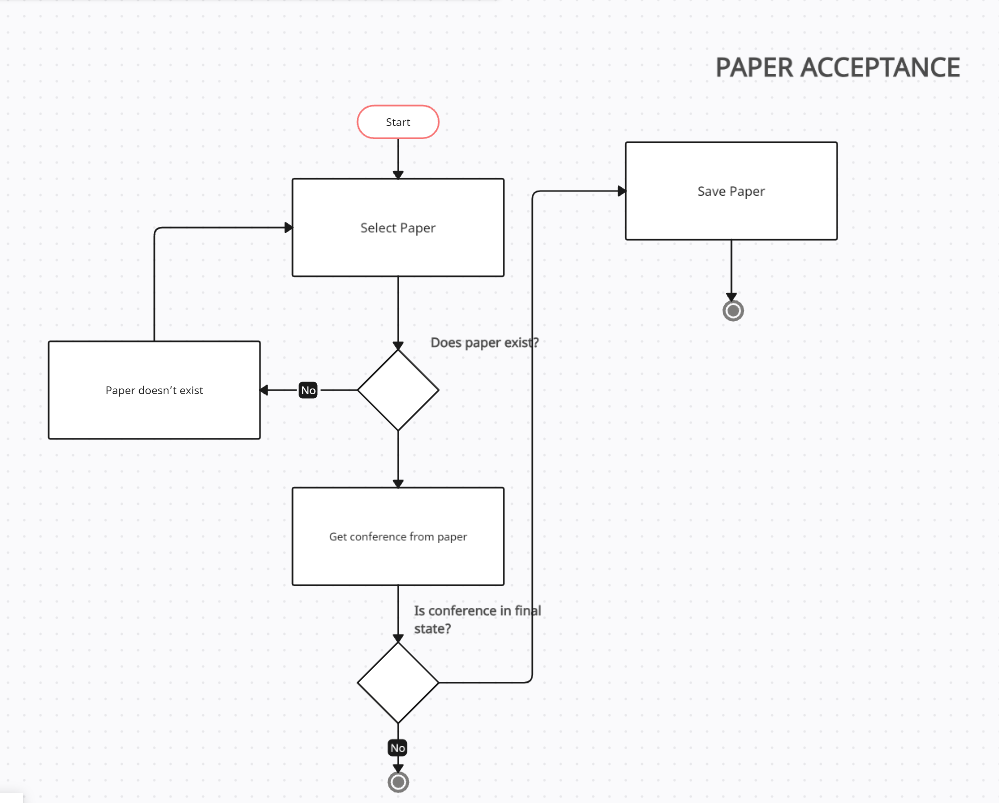 PAPER ACCEPTANCE
Start
Select Paper
Save Paper
Does paper exist?
No
Paper doesn't exist
Get conference from paper
Is conference in final
state?
No